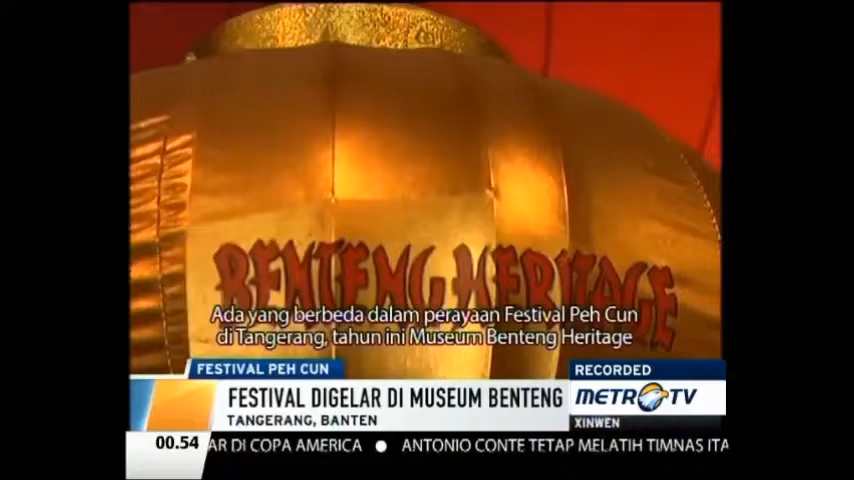 BENTENG HERITAGE
Ada yang berbeda dalam perayaan Festival Peh Cun
di Tangerang, tahun ini Museum Benteng Heritage
FESTIVAL PEH CUN
RECORDED
FESTIVAL DIGELAR DI MUSEUM BENTENG
METRO TV
TANGERANG, BANTEN
XINWEN
00.54
AR DI COPA AMERICA ● ANTONIO CONTE TETAP MELATIH TIMNAS ITA